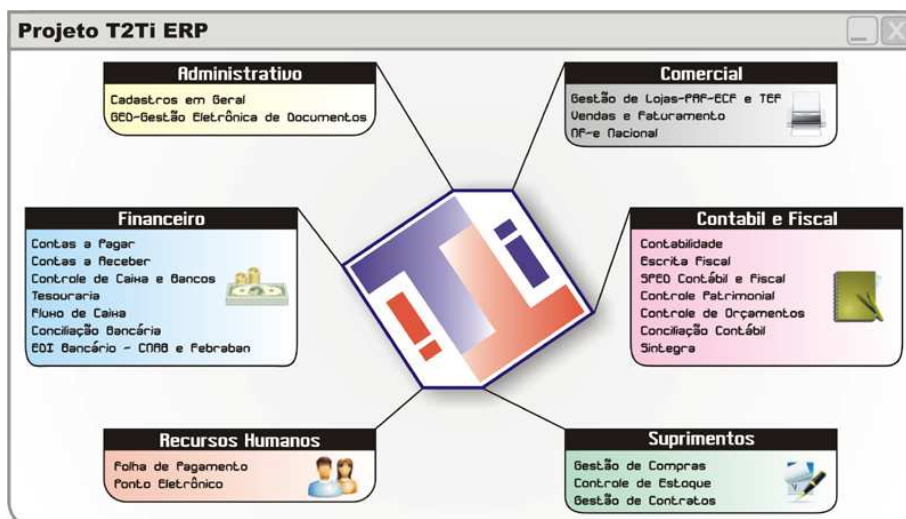 Projeto T2Ti ERP
Administrativo
Cadastros em Geral
GED-Gestão Eletrônica de Documentos
Comercial
Gestão de Lojas-PAF-ECF e TEF
Vendas e Faturamento
NF-e Nacional
Financeiro
Contas a Pagar
Contas a Receber
Controle de Caixa e Bancos
Tesouraria
Fluxo de Caixa
Conciliação Bancária
EDI Bancário - CNAB e Febraban
Contabil e Fiscal
Contabilidade
Escrita Fiscal
SPED Contábil e Fiscal
Controle Patrimonial
Controle de Orçamentos
Conciliação Contábil
Sintegra
Recursos Humanos
Folha de Pagamento
Ponto Eletrônico
Suprimentos
Gestão de Compras
Controle de Estoque
Gestão de Contratos